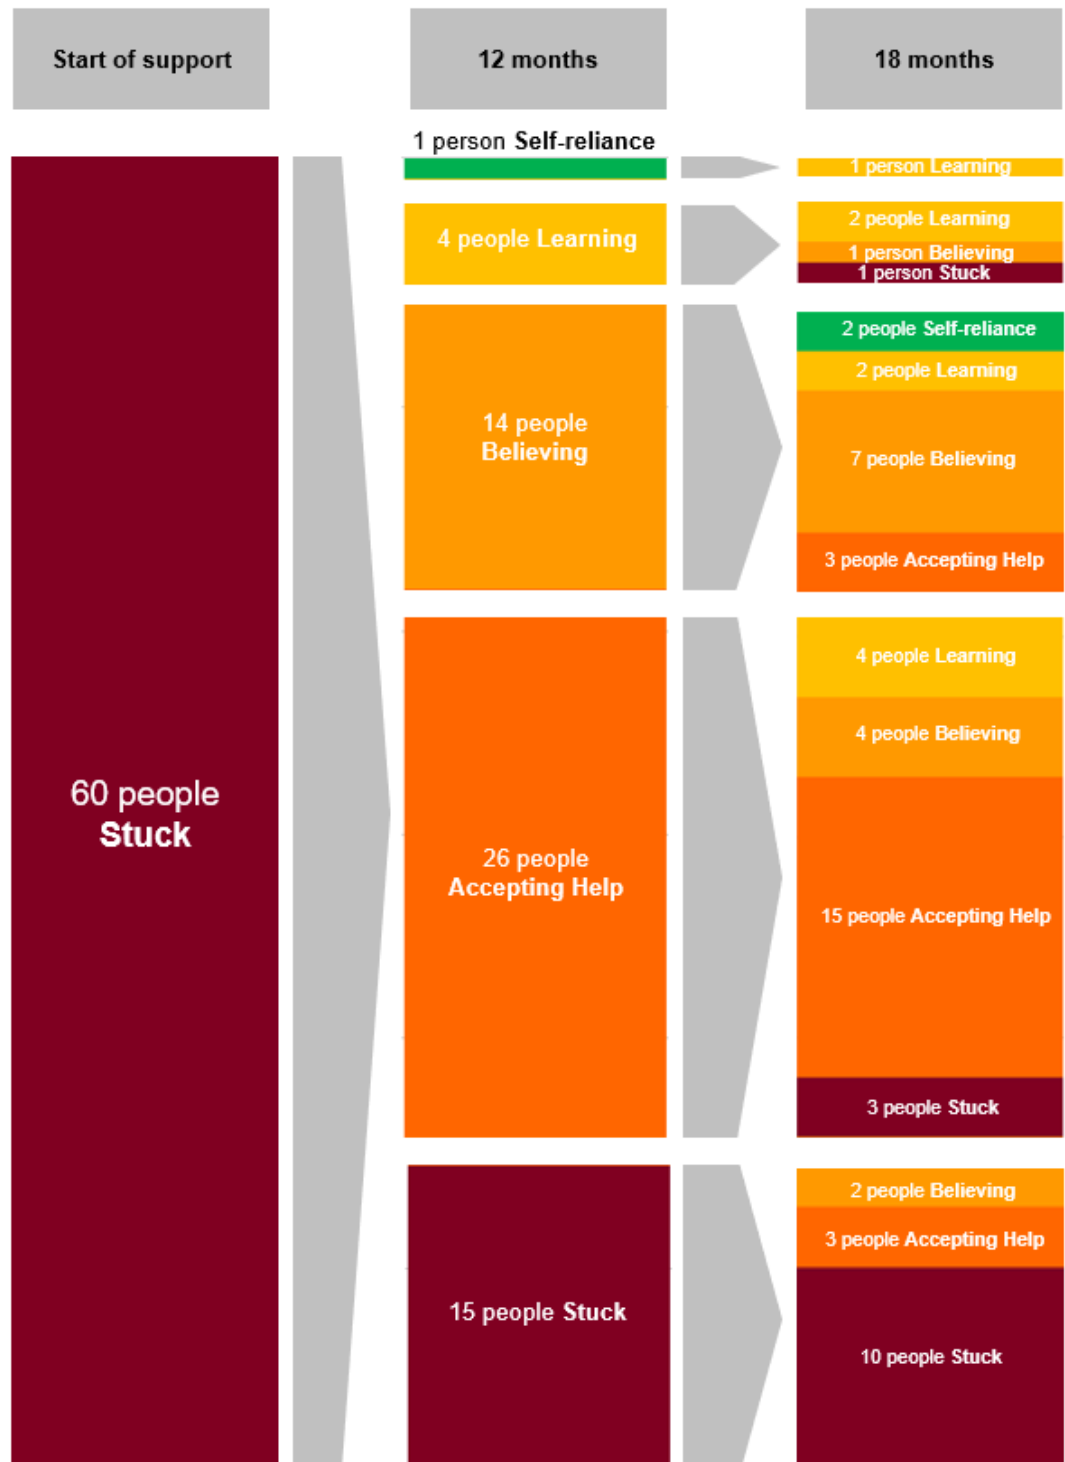 Start of support
12 months
18 months
1 person Self-reliance
1 person Learning
4 people Learning
2 people Learning
1 person Believing
1 person Stuck
14 people
Believing
2 people Self-reliance
2 people Learning
7 people Believing
3 people Accepting Help
60 people
Stuck
26 people
Accepting Help
4 people Learning
4 people Believing
15 people Accepting Help
3 people Stuck
15 people Stuck
2 people Believing
3 people Accepting Help
10 people Stuck